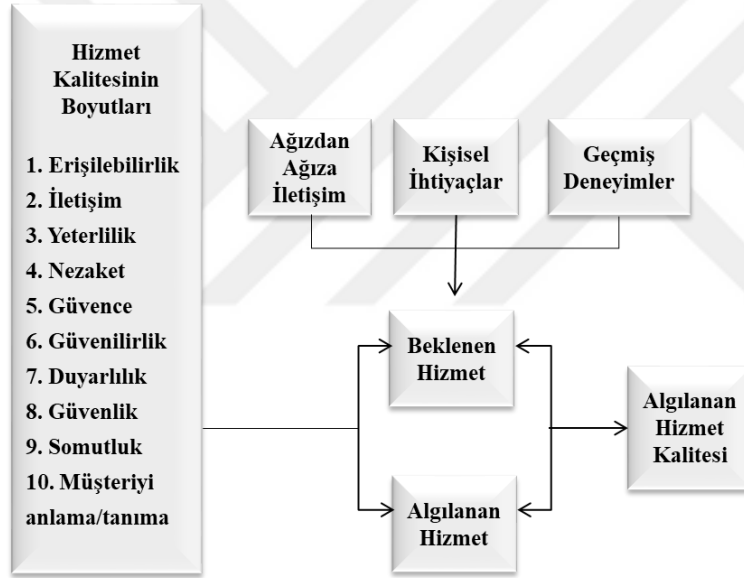 Hizmet
Kalitesinin
Boyutları
1. Erişilebilirlik
2. İletişim
3. Yeterlilik
4. Nezaket
5. Güvence
6. Güvenilirlik
7. Duyarlılık
8. Güvenlik
9. Somutluk
10. Müşteriyi
anlama/tanıma
Ağızdan
Ağıza
İletişim
Kişisel
İhtiyaçlar
Geçmiş
Deneyimler
Beklenen
Hizmet
Algılanan
Hizmet
Algılanan
Hizmet
Kalitesi